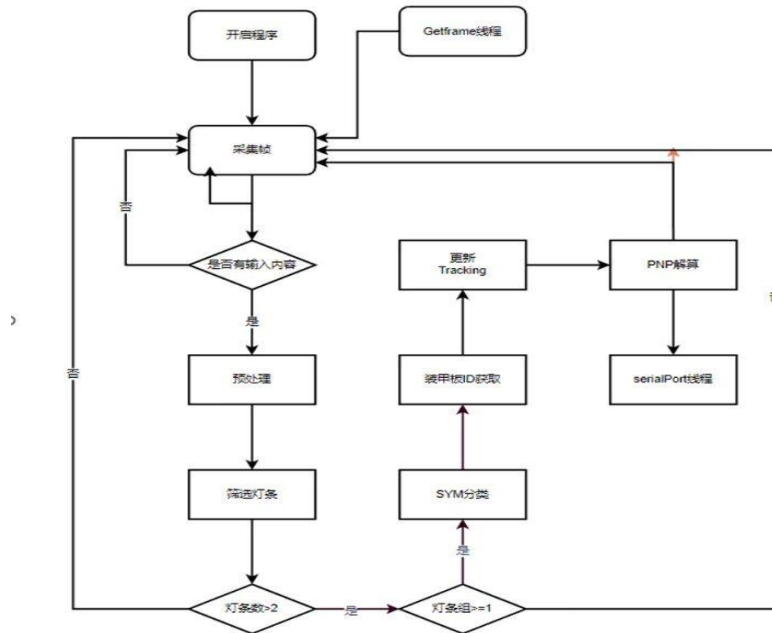 开启程序
Getframe线程
采集帧
否
是否有输入内容
更新
Tracking
PNP解算
是
否
预处理
装甲板ID获取
serialPort线程
筛选灯条
SYM分类
是
灯条数>2
是
灯条组>=1